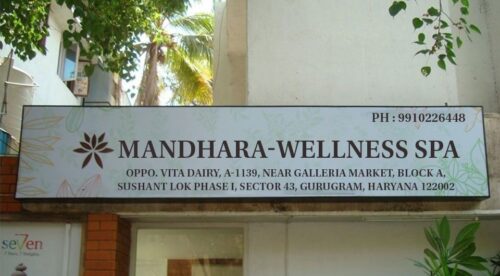 PH : 9910226448
MANDHARA-WELLNESS SPA
OPPO. VITA DAIRY, A-1139, NEAR GALLERIA MARKET, BLOCK A,
SUSHANT LOK PHASE I, SECTOR 43, GURUGRAM, HARYANA 122002
seven